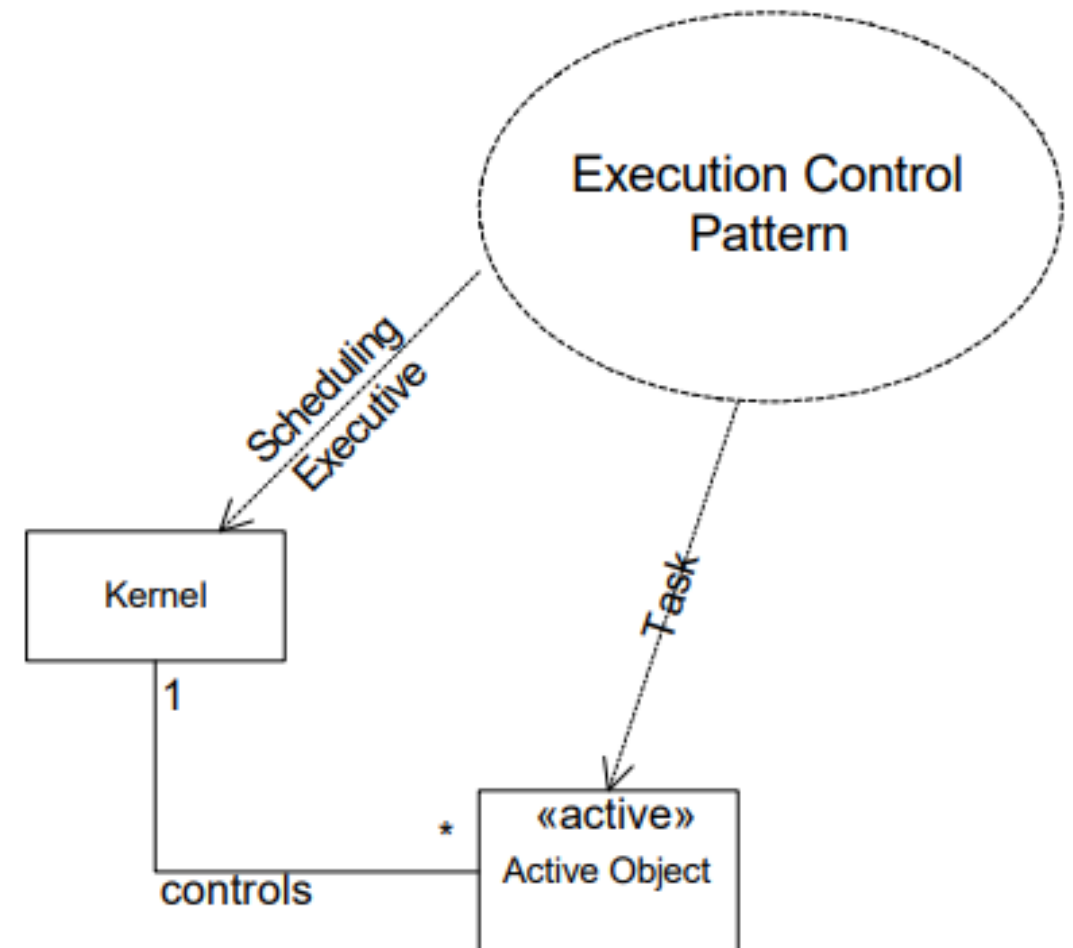 Execution Control
Pattern
Scheduling
Executive
Kernel
Task
1
*
controls
«active»
Active Object